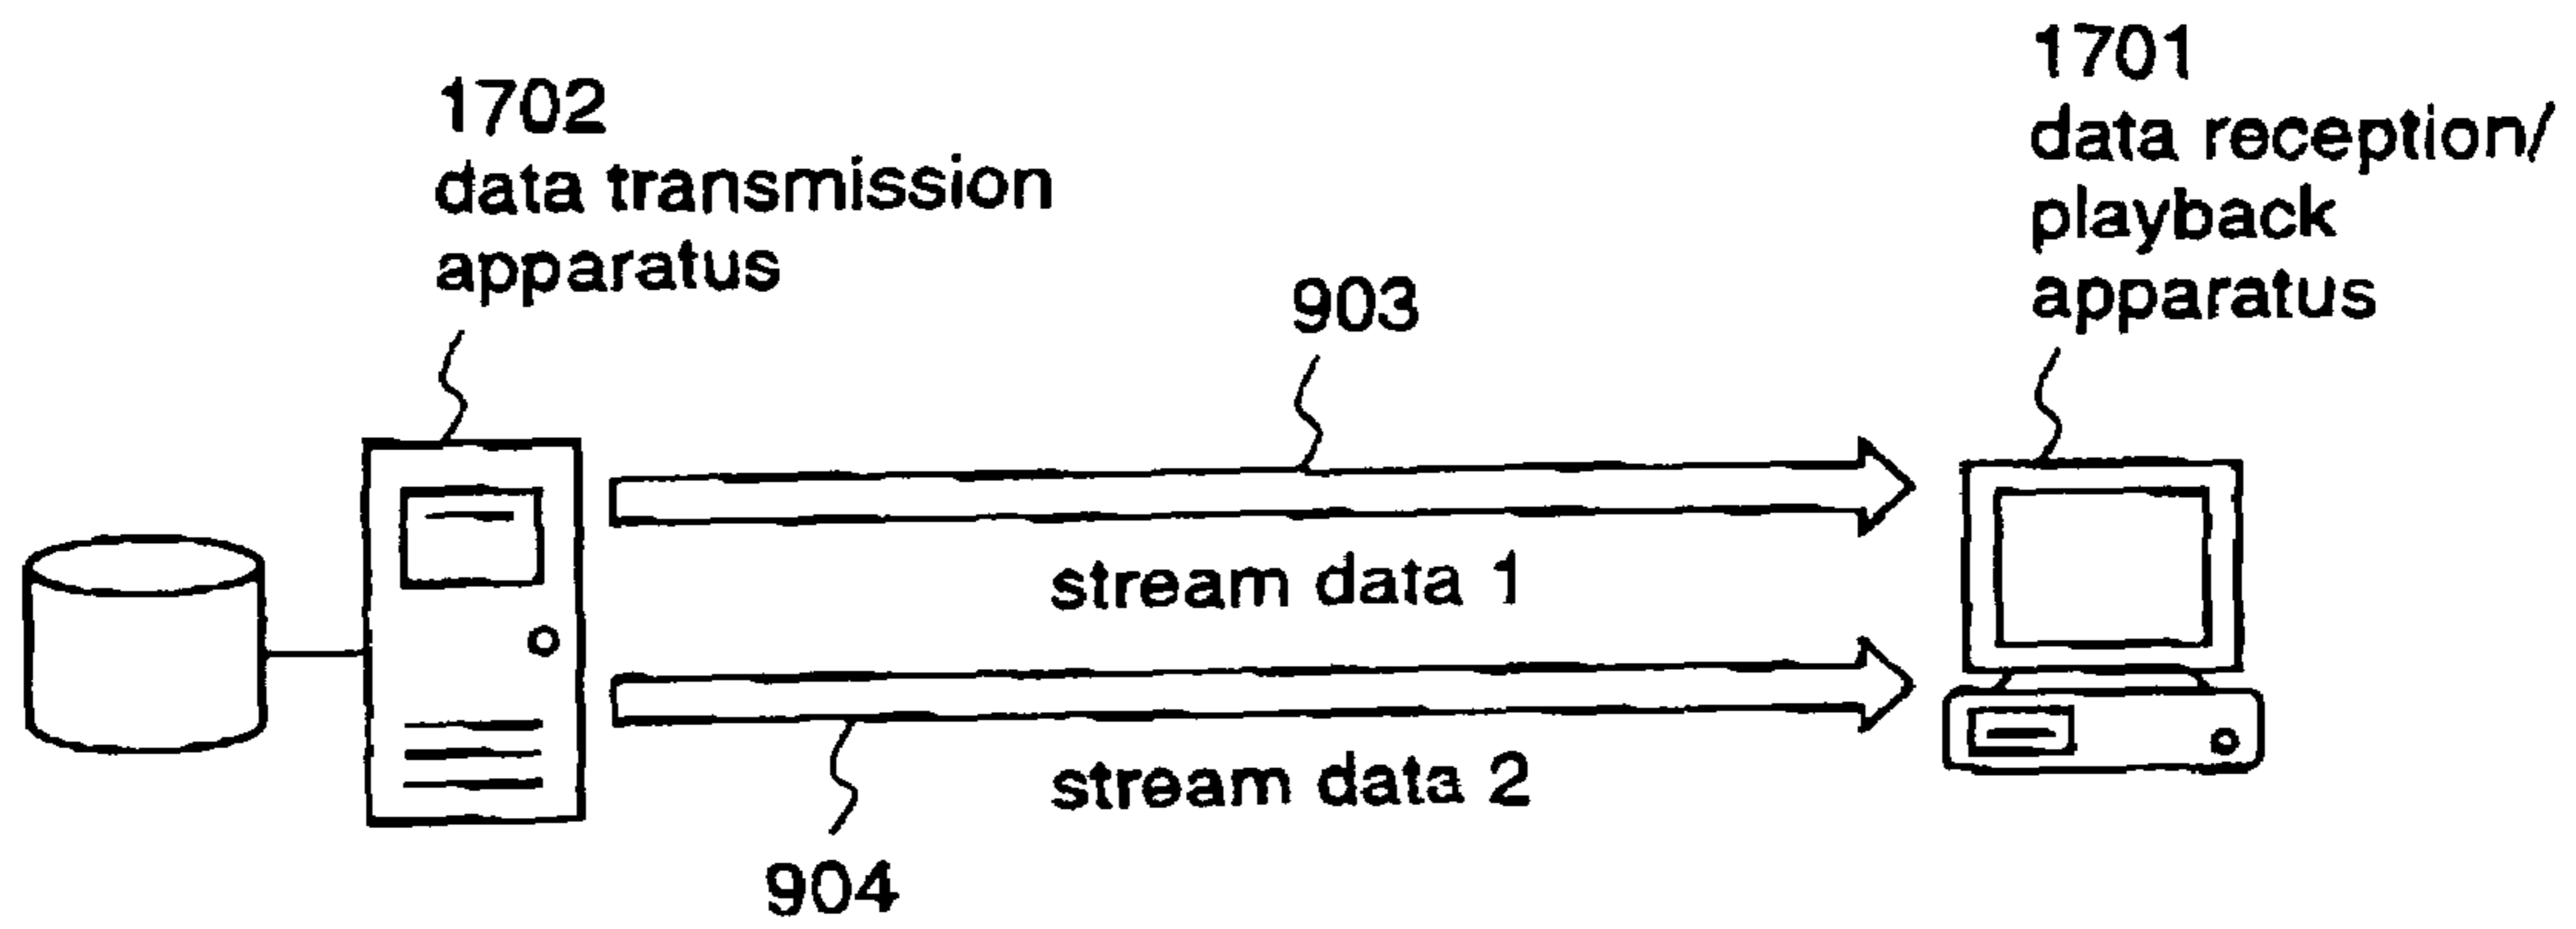 1702
data transmission
apparatus
1701
data reception/
playback
apparatus
903
stream data 1
stream data 2
904